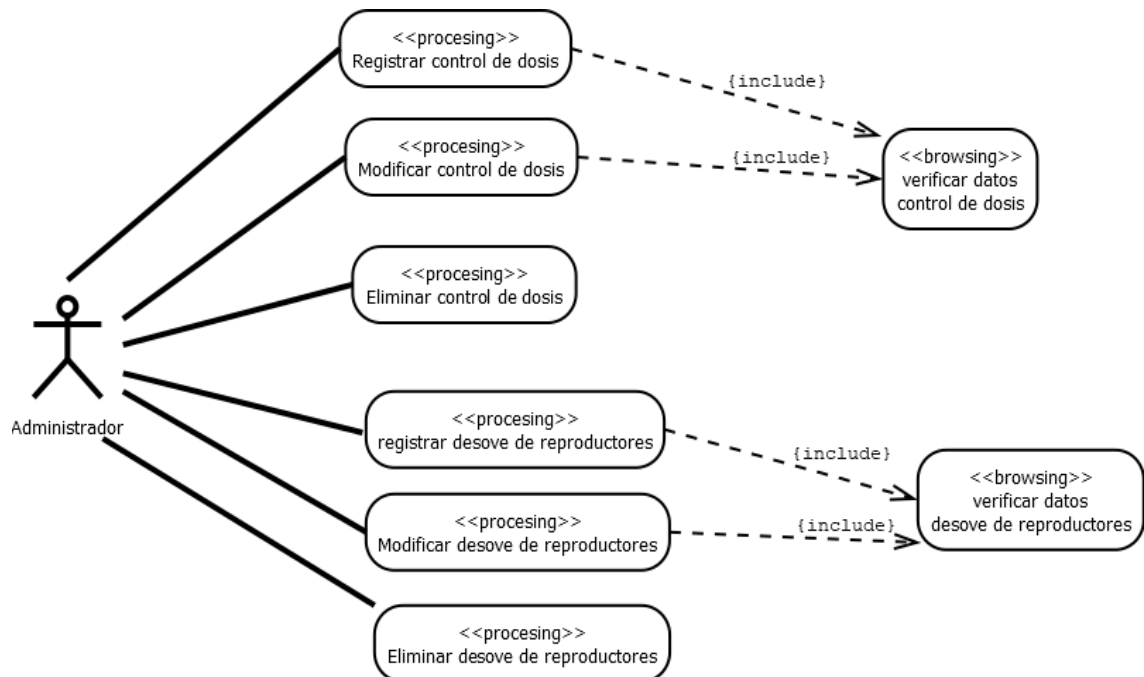 <<procesing>>
Registrar control de dosis
{include}
<<procesing>>
Modificar control de dosis
{include}
<<browsing>>
verificar datos
control de dosis
<<procesing>>
Eliminar control de dosis
Administrador
<<procesing>>
registrar desove de reproductores
{include}
<<browsing>>
verificar datos
desove de reproductores
<<procesing>>
Modificar desove de reproductores
{include}
<<procesing>>
Eliminar desove de reproductores